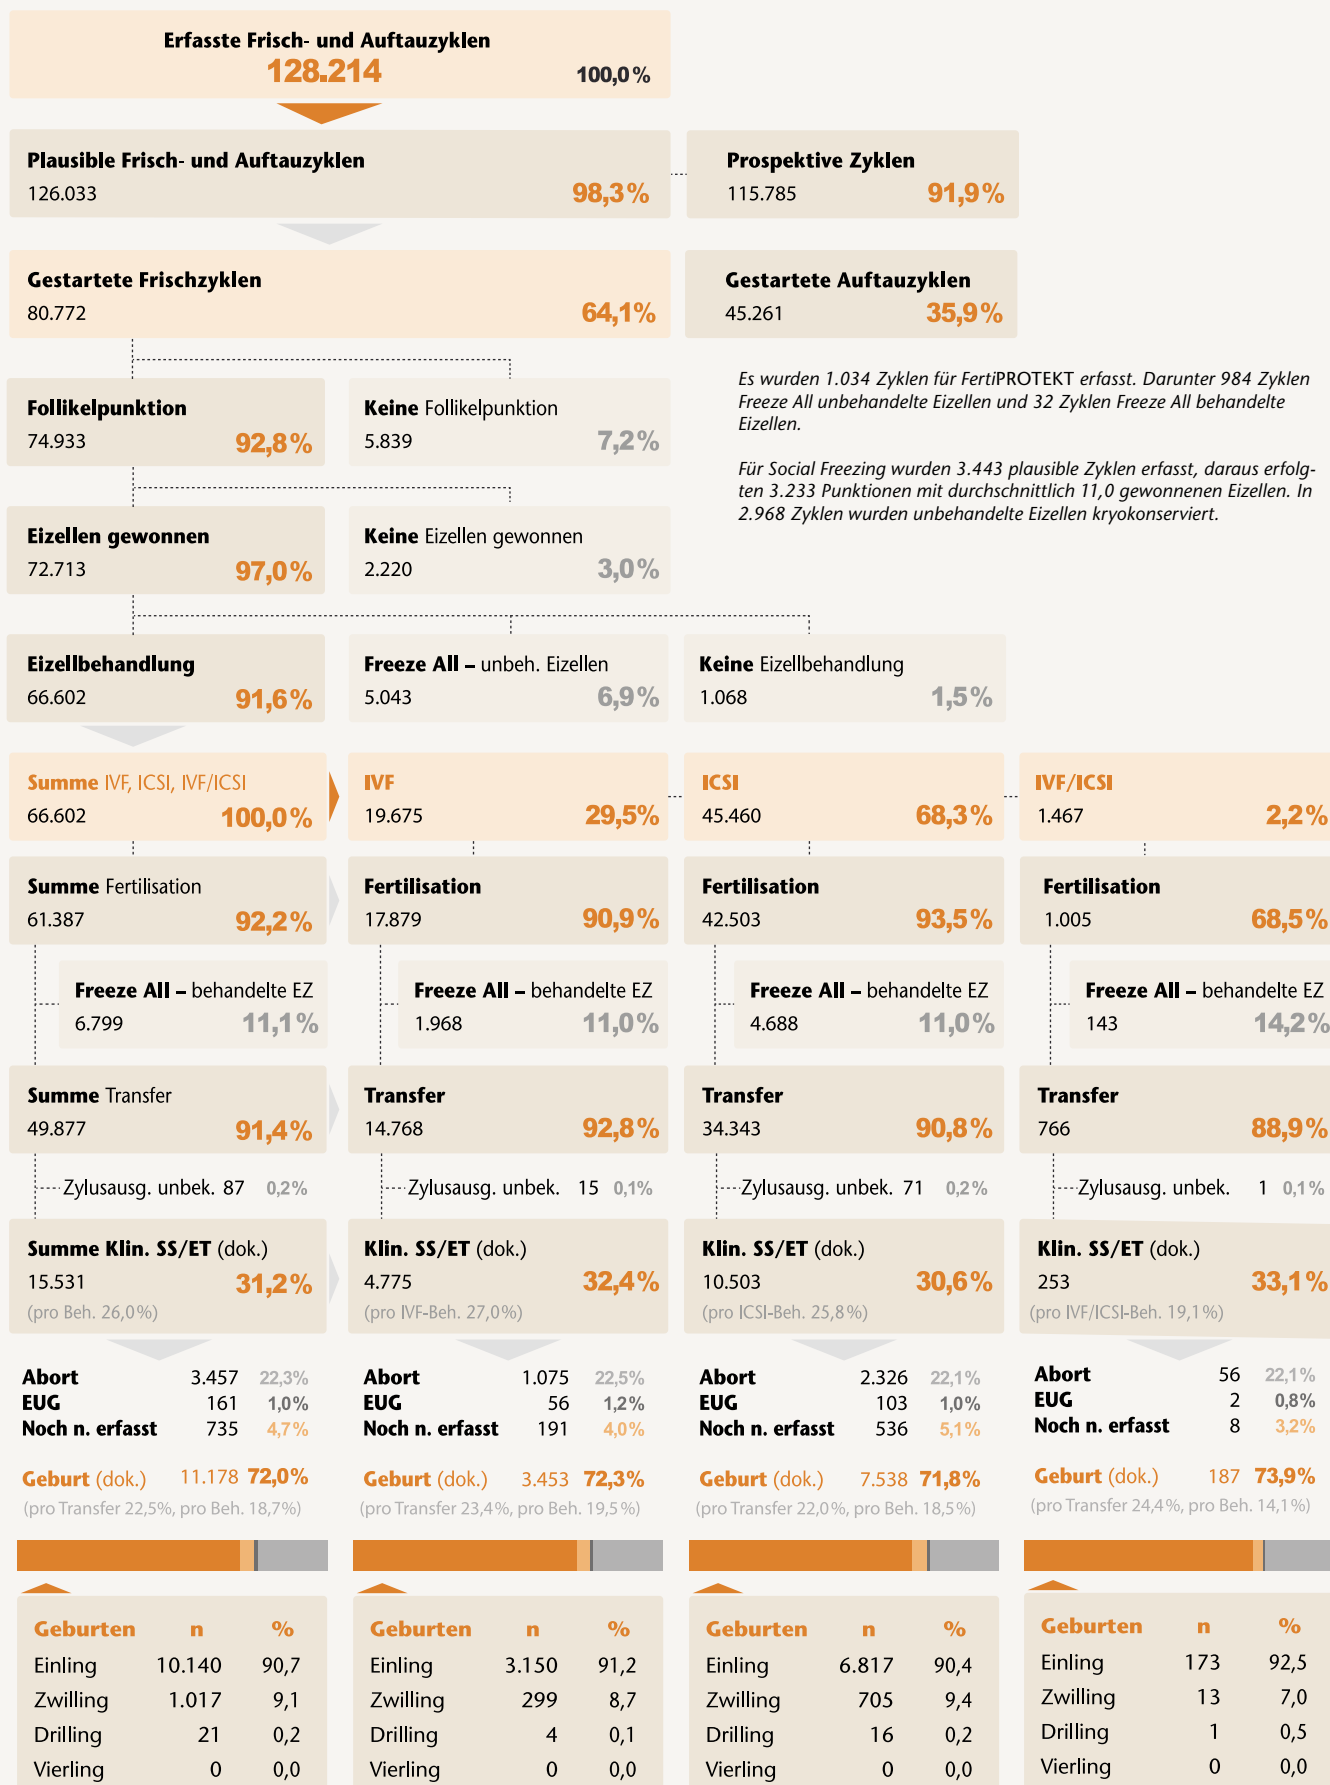 Erfasste Frisch- und Auftauzyklen
128.214 100,0 %
Plausible Frisch- und Auftauzyklen
126.033 98,3 %
Prospektive Zyklen
115.785 91,9 %
Gestartete Frischzyklen
80.772 64,1%
Gestartete Auftauzyklen
45.261 35,9 %
Es wurden 1.034 Zyklen für FertiPROTEKT erfasst. Darunter 984 Zyklen
Freeze All unbehandelte Eizellen und 32 Zyklen Freeze All behandelte
Eizellen.
Für Social Freezing wurden 3.443 plausible Zyklen erfasst, daraus erfolg-
ten 3.233 Punktionen mit durchschnittlich 11,0 gewonnenen Eizellen. In
2.968 Zyklen wurden unbehandelte Eizellen kryokonserviert.
Follikelpunktion
74.933 92,8 %
Keine Follikelpunktion
5.839 7,2 %
Eizellen gewonnen
72.713 97,0 %
Keine Eizellen gewonnen
2.220 3,0 %
Eizellbehandlung
66.602 91,6 %
Freeze All – unbeh. Eizellen
5.043 6,9 %
Keine Eizellbehandlung
1.068 1,5 %
Summe IVF, ICSI, IVF/ICSI
66.602 100,0 %
IVF
19.675 29,5 %
ICSI
45.460 68,3 %
IVF/ICSI
1.467 2,2 %
Summe Fertilisation
61.387 92,2 %
Fertilisation
17.879 90,9 %
Fertilisation
42.503 93,5 %
Fertilisation
1.005 68,5 %
Freeze All – behandelte EZ
6.799 11,1 %
Freeze All – behandelte EZ
1.968 11,0 %
Freeze All – behandelte EZ
4.688 11,0 %
Freeze All – behandelte EZ
143 14,2 %
Summe Transfer
49.877 91,4 %
Transfer
14.768 92,8 %
Transfer
34.343 90,8 %
Transfer
766 88,9 %
Zylusausg. unbek. 87 0,2%
Zylusausg. unbek. 15 0,1%
Zylusausg. unbek. 71 0,2%
Zylusausg. unbek. 1 0,1%
Summe Klin. SS/ET (dok.)
15.531 31,2 %
(pro Beh. 26,0%)
Klin. SS/ET (dok.)
4.775 32,4 %
(pro IVF-Beh. 27,0%)
Klin. SS/ET (dok.)
10.503 30,6 %
(pro ICSI-Beh. 25,8%)
Klin. SS/ET (dok.)
253 33,1 %
(pro IVF/ICSI-Beh. 19,1%)
Abort 3.457 22,3%
EUG 161 1,0%
Noch n. erfasst 735 4,7%
Geburt (dok.) 11.178 72,0%
(pro Transfer 22,5%, pro Beh. 18,7%)
Abort 1.075 22,5%
EUG 56 1,2%
Noch n. erfasst 191 4,0%
Geburt (dok.) 3.453 72,3%
(pro Transfer 23,4%, pro Beh. 19,5%)
Abort 2.326 22,1%
EUG 103 1,0%
Noch n. erfasst 536 5,1%
Geburt (dok.) 7.538 71,8%
(pro Transfer 22,0%, pro Beh. 18,5%)
Abort 56 22,1%
EUG 2 0,8%
Noch n. erfasst 8 3,2%
Geburt (dok.) 187 73,9%
(pro Transfer 24,4%, pro Beh. 14,1%)
Geburten n %
Einling 10.140 90,7
Zwilling 1.017 9,1
Drilling 21 0,2
Vierling 0 0,0
Geburten n %
Einling 3.150 91,2
Zwilling 299 8,7
Drilling 4 0,1
Vierling 0 0,0
Geburten n %
Einling 6.817 90,4
Zwilling 705 9,4
Drilling 16 0,2
Vierling 0 0,0
Geburten n %
Einling 173 92,5
Zwilling 13 7,0
Drilling 1 0,5
Vierling 0 0,0